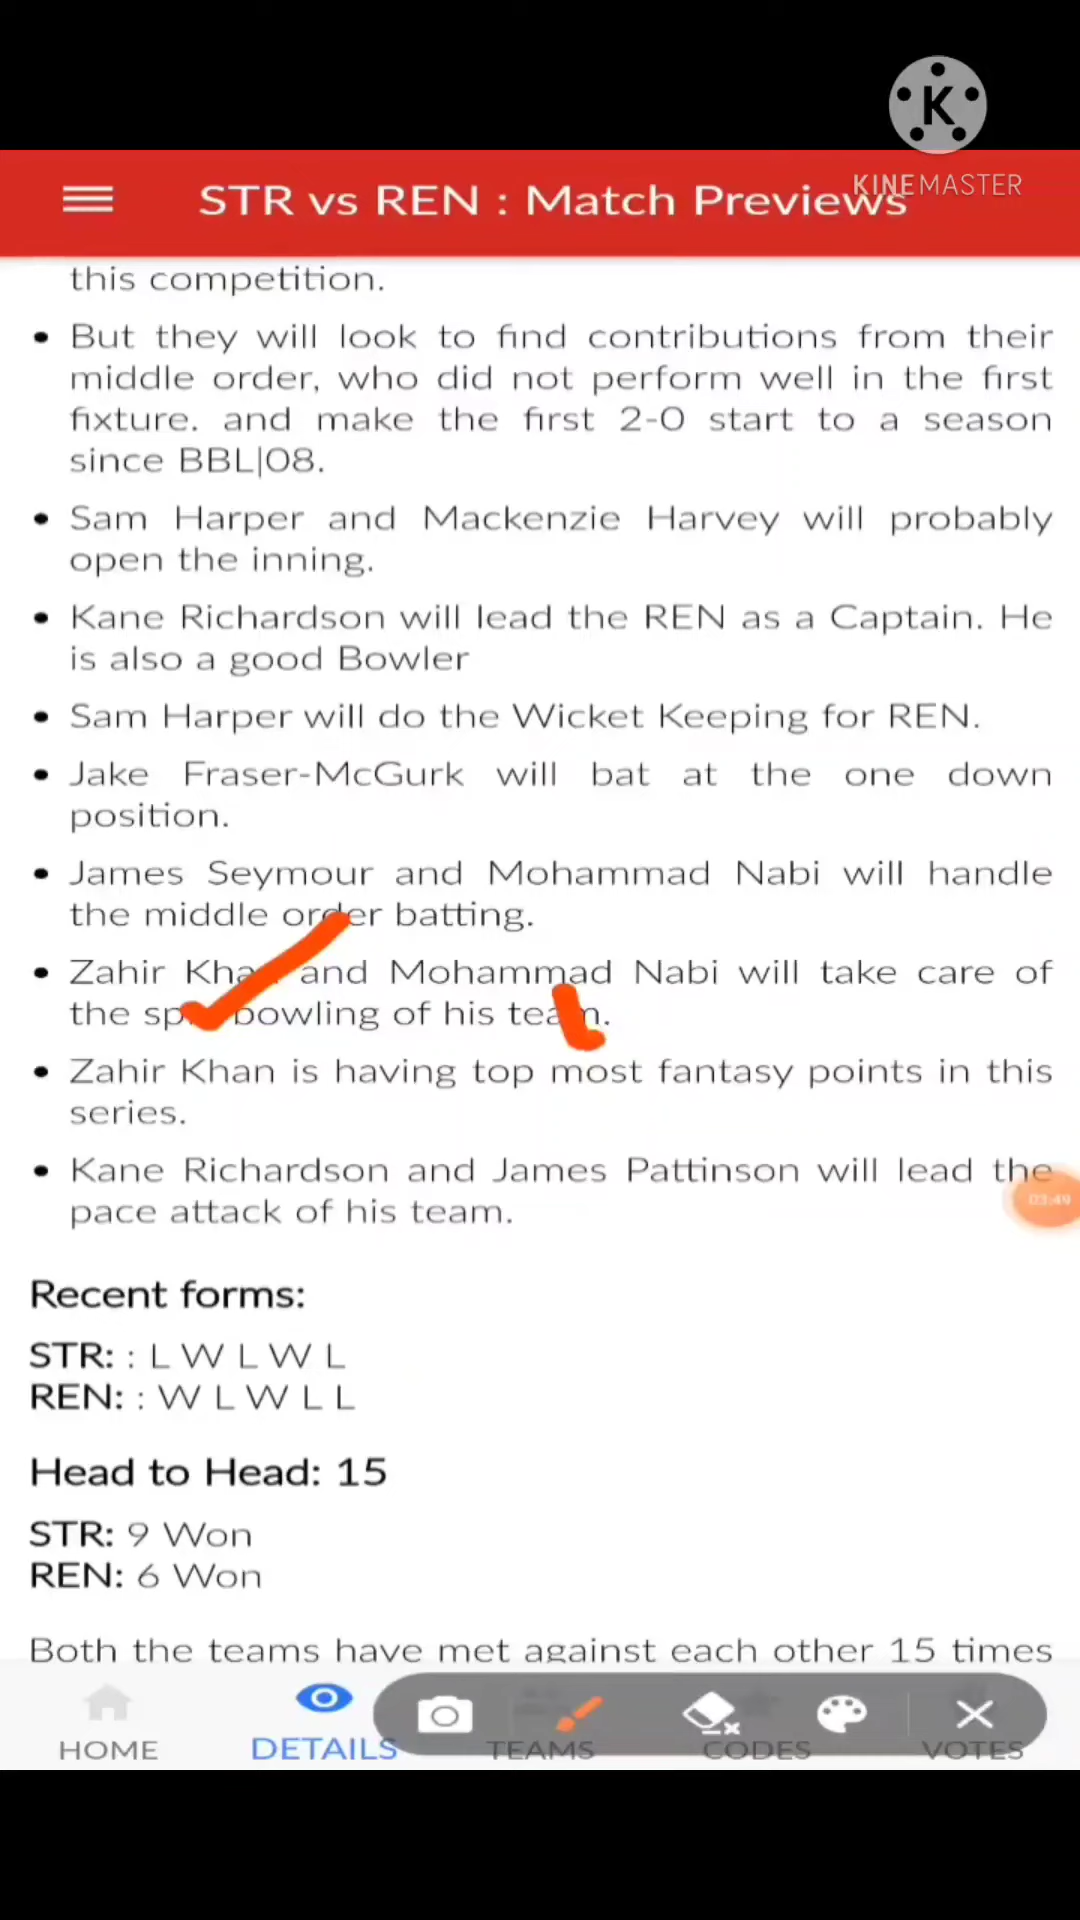 K
KINEMASTER
STR vs REN : Match Previews
this competition.
• But they will look to find contributions from their
middle order, who did not perform well in the first
fixture. and make the first 2-0 start to a season
since BBL|08.
• Sam Harper and Mackenzie Harvey will probably
open the inning.
• Kane Richardson will lead the REN as a Captain. He
is also a good Bowler
• Sam Harper will do the Wicket Keeping for REN.
• Jake Fraser-McGurk will bat at the one down
position.
• James Seymour and Mohammad Nabi will handle
the middle order batting.
• Zahir Khan and Mohammad Nabi will take care of
the spin bowling of his team.
• Zahir Khan is having top most fantasy points in this
series.
• Kane Richardson and James Pattinson will lead the
pace attack of his team.
03:49
Recent forms:
STR: : L W L W L
REN: : W L W L L
Head to Head: 15
STR: 9 Won
REN: 6 Won
Both the teams have met against each other 15 times
HOME DETAILS TEAMS CODES VOTES